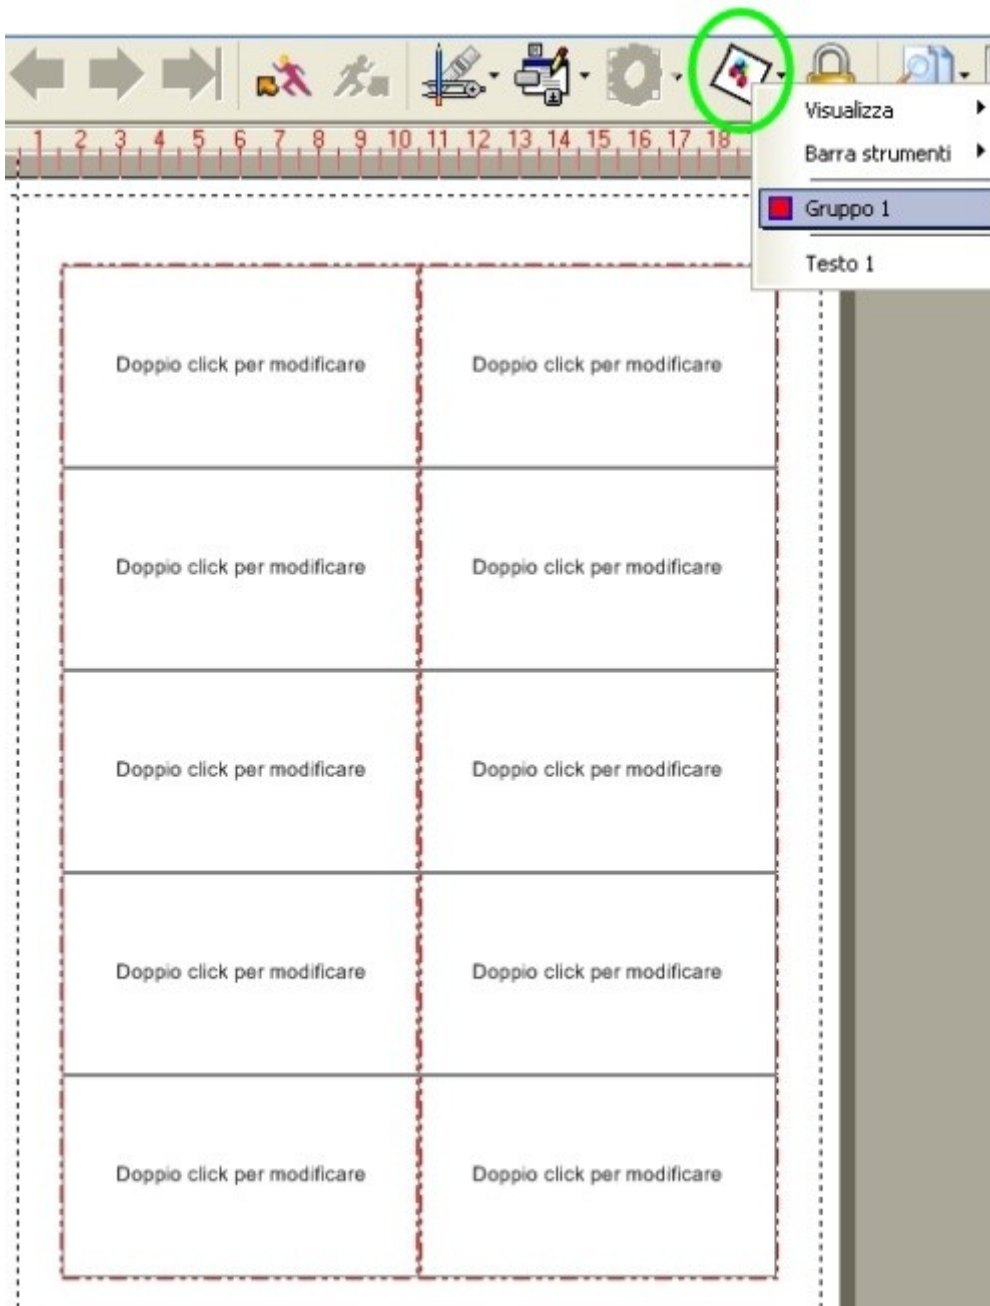 Visualizza
1 2 3 4 5 6 7 8 9 10 11 12 13 14 15 16 17 18
Barra strumenti
Gruppo 1
Testo 1
Doppio click per modificare Doppio click per modificare
Doppio click per modificare Doppio click per modificare
Doppio click per modificare Doppio click per modificare
Doppio click per modificare Doppio click per modificare
Doppio click per modificare Doppio click per modificare